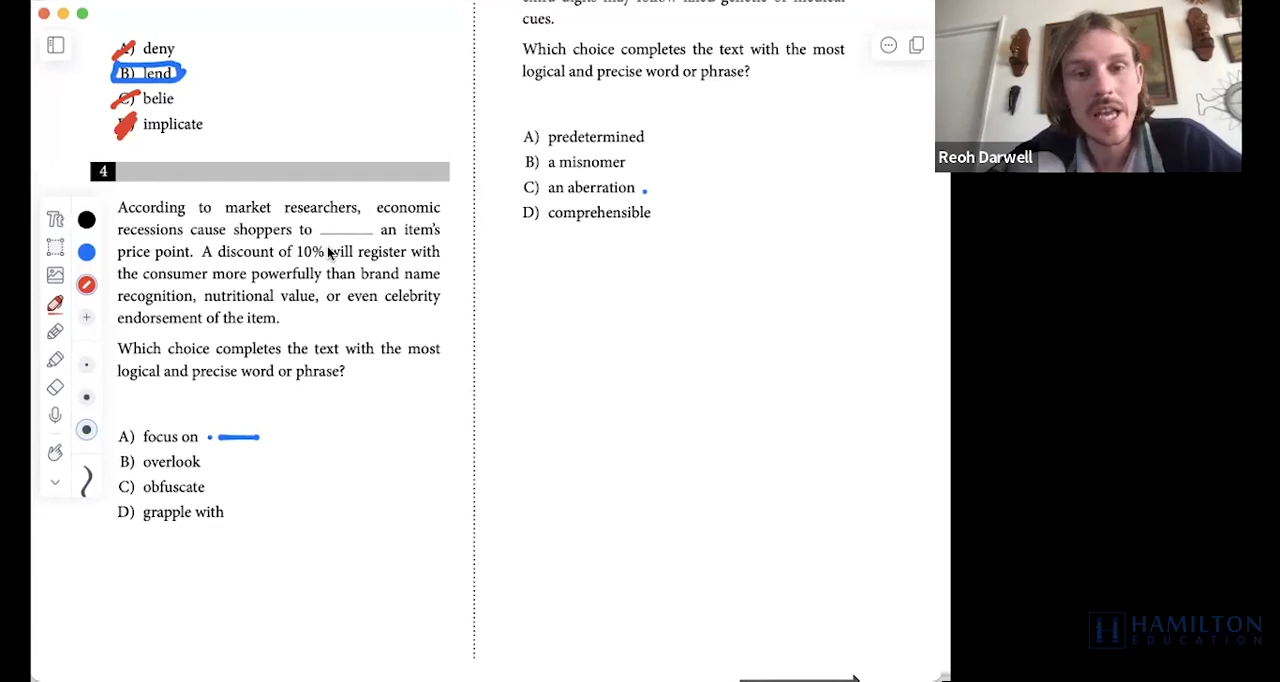 A) deny
B) lend
C) belie
implicate
4
According to market researchers, economic
recessions cause shoppers to ______ an item's
price point. A discount of 10% will register with
the consumer more powerfully than brand name
recognition, nutritional value, or even celebrity
endorsement of the item.
Which choice completes the text with the most
logical and precise word or phrase?
A) focus on
B) overlook
C) obfuscate
D) grapple with
cues.
Which choice completes the text with the most
logical and precise word or phrase?
A) predetermined
B) a misnomer
C) an aberration
D) comprehensible
Tt
Reoh Darwell
HAMILTON
EDUCATION